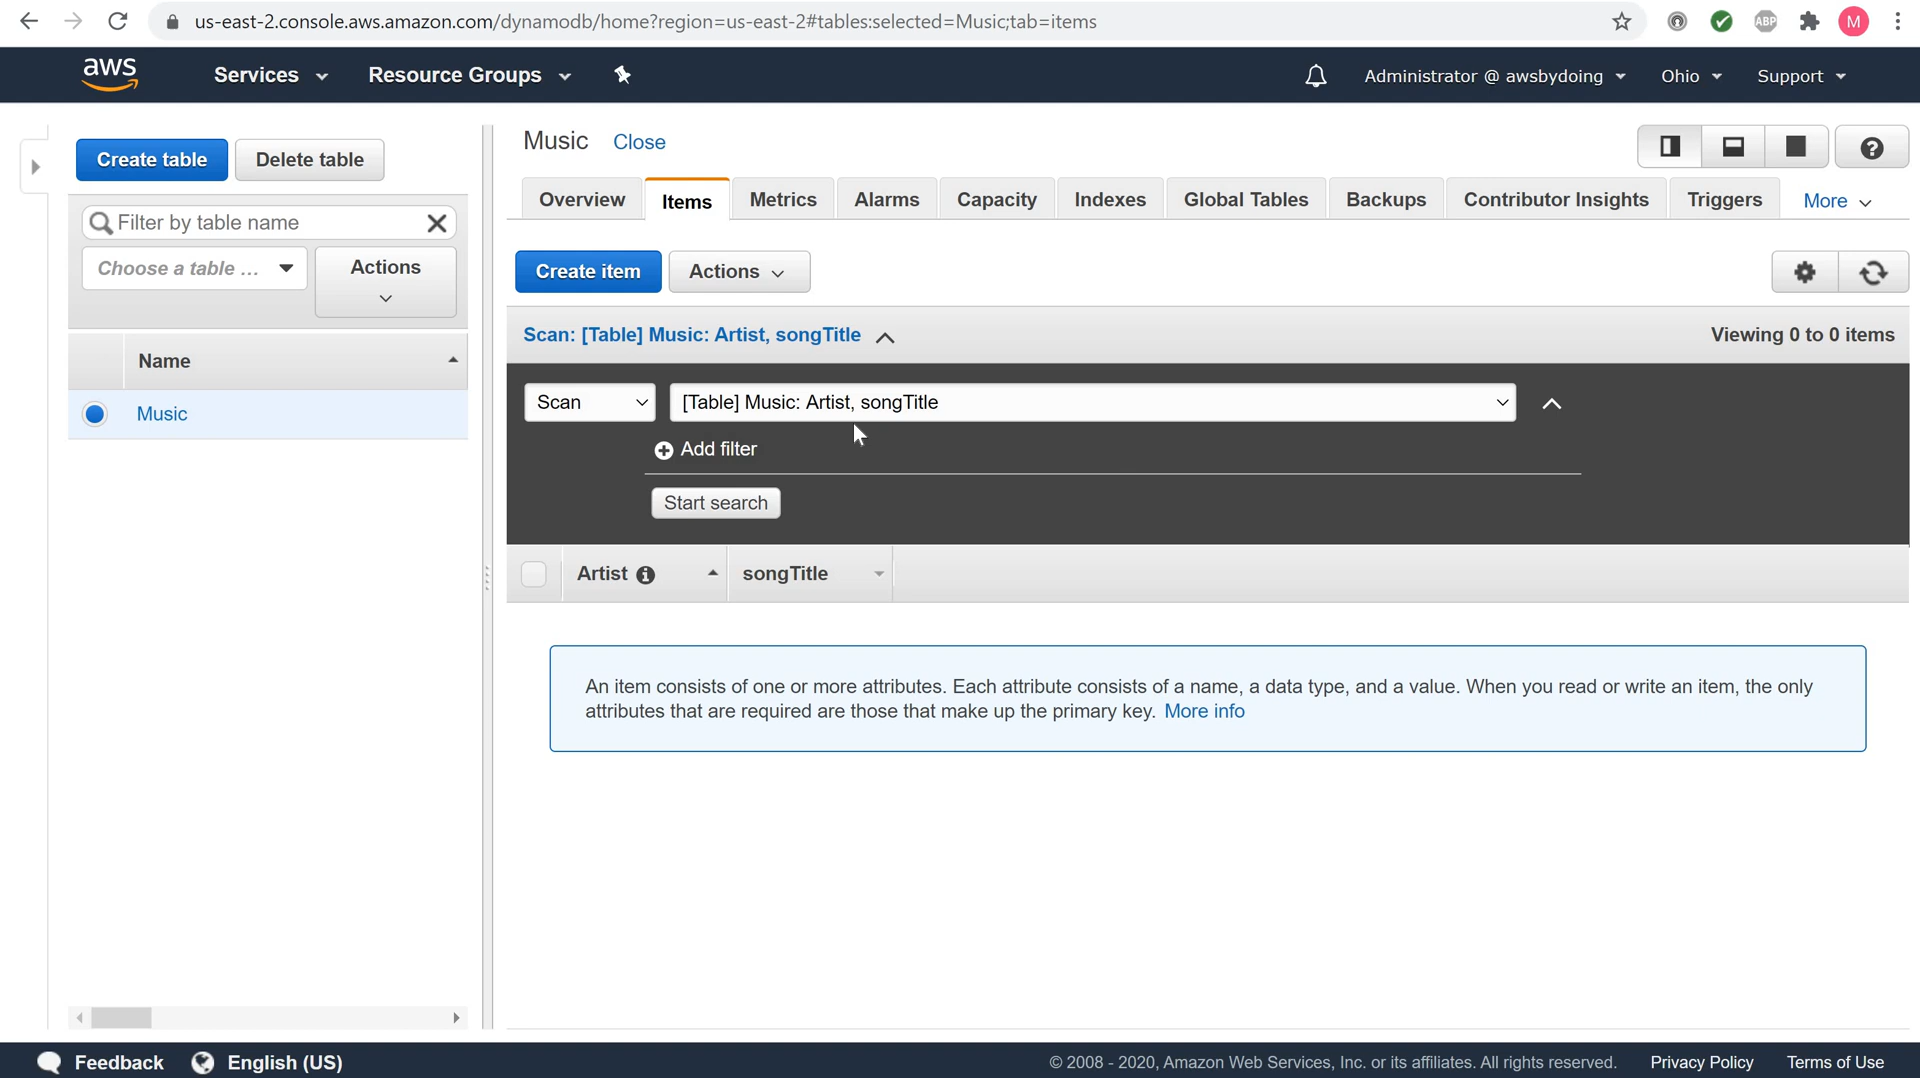 us-east-2.console.aws.amazon.com/dynamodb/home?region=us-east-2#tables:selected=Music;tab=items
ABP
M
aws
Services
Resource Groups
Administrator @ awsbydoing
Ohio
Support
Create table
Delete table
Filter by table name
Choose a table ...
Actions
Name
Music
Music
Close
Overview
Items
Metrics
Alarms
Capacity
Indexes
Global Tables
Backups
Contributor Insights
Triggers
More
Create item
Actions
Scan: [Table] Music: Artist, songTitle
Viewing 0 to 0 items
Scan
[Table] Music: Artist, songTitle
Add filter
Start search
Artist
songTitle
An item consists of one or more attributes. Each attribute consists of a name, a data type, and a value. When you read or write an item, the only
attributes that are required are those that make up the primary key. More info
Feedback
English (US)
© 2008 - 2020, Amazon Web Services, Inc. or its affiliates. All rights reserved.
Privacy Policy
Terms of Use